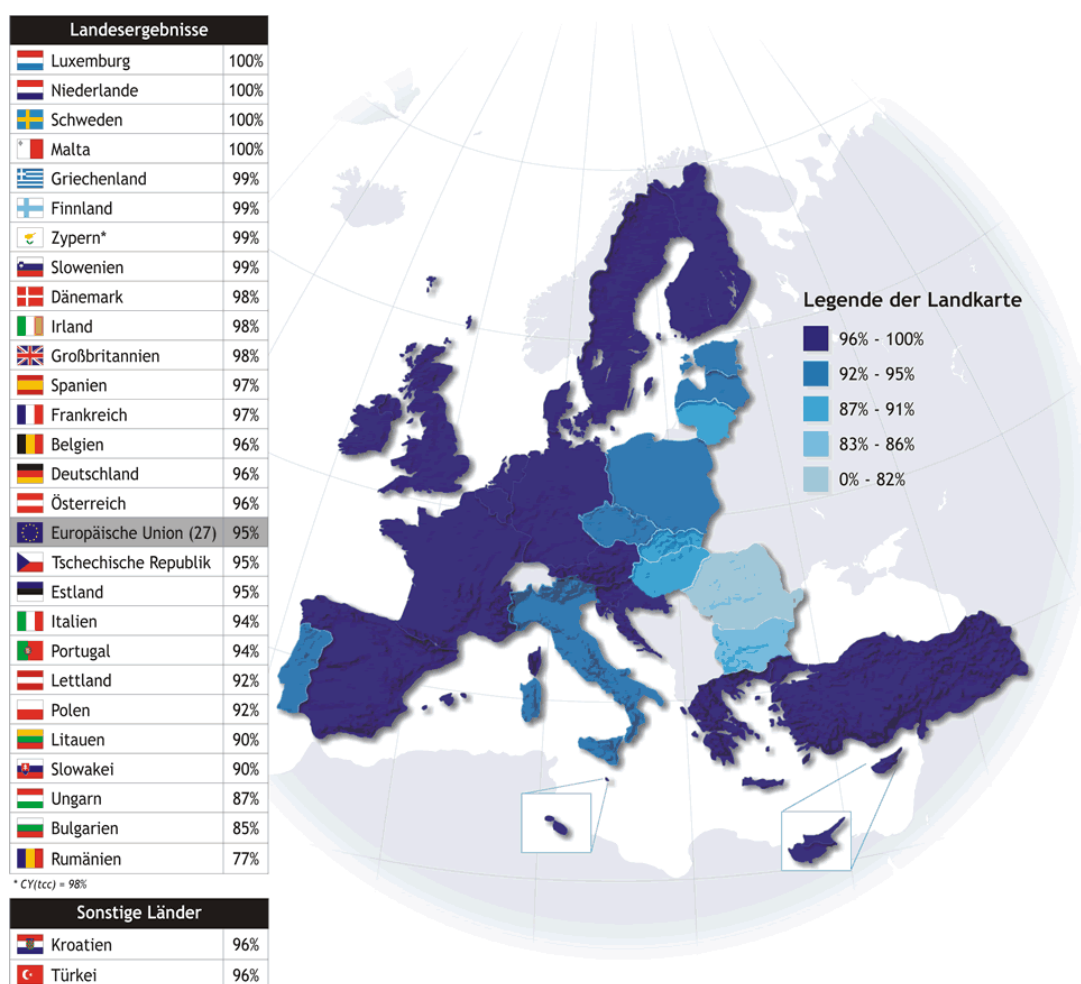 Landesergebnisse
Luxemburg 100%
Niederlande 100%
Schweden 100%
Malta 100%
Griechenland 99%
Finnland 99%
Zypern* 99%
Slowenien 99%
Dänemark 98%
Irland 98%
Großbritannien 98%
Spanien 97%
Frankreich 97%
Belgien 96%
Deutschland 96%
Österreich 96%
Europäische Union (27) 95%
Tschechische Republik 95%
Estland 95%
Italien 94%
Portugal 94%
Lettland 92%
Polen 92%
Litauen 90%
Slowakei 90%
Ungarn 87%
Bulgarien 85%
Rumänien 77%
* CY(tcc) = 98%
Sonstige Länder
Kroatien 96%
Türkei 96%
Legende der Landkarte
96% - 100%
92% - 95%
87% - 91%
83% - 86%
0% - 82%